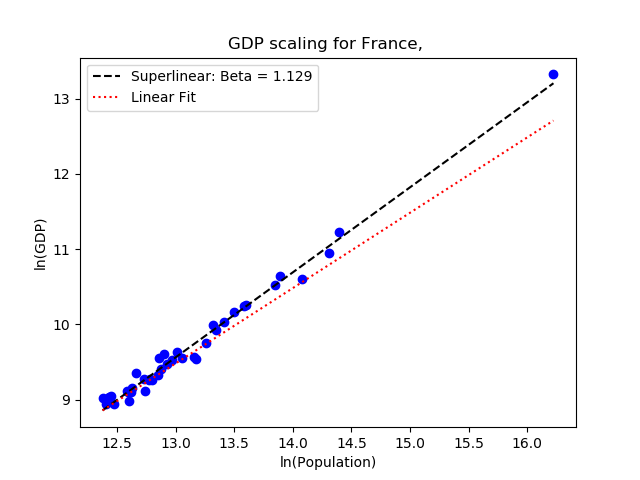 GDP scaling for France,
Superlinear: Beta = 1.129
Linear Fit
13
12
11
10
9
ln(GDP)
12.5 13.0 13.5 14.0 14.5 15.0 15.5 16.0
ln(Population)